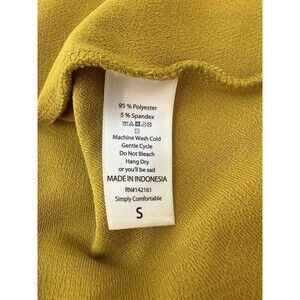 95 % Polyester
5 % Spandex
Machine Wash Cold
Gentle Cycle
Do Not Bleach
Hang Dry
or you'll be sad
MADE IN INDONESIA
RN#142161
Simply Comfortable
S